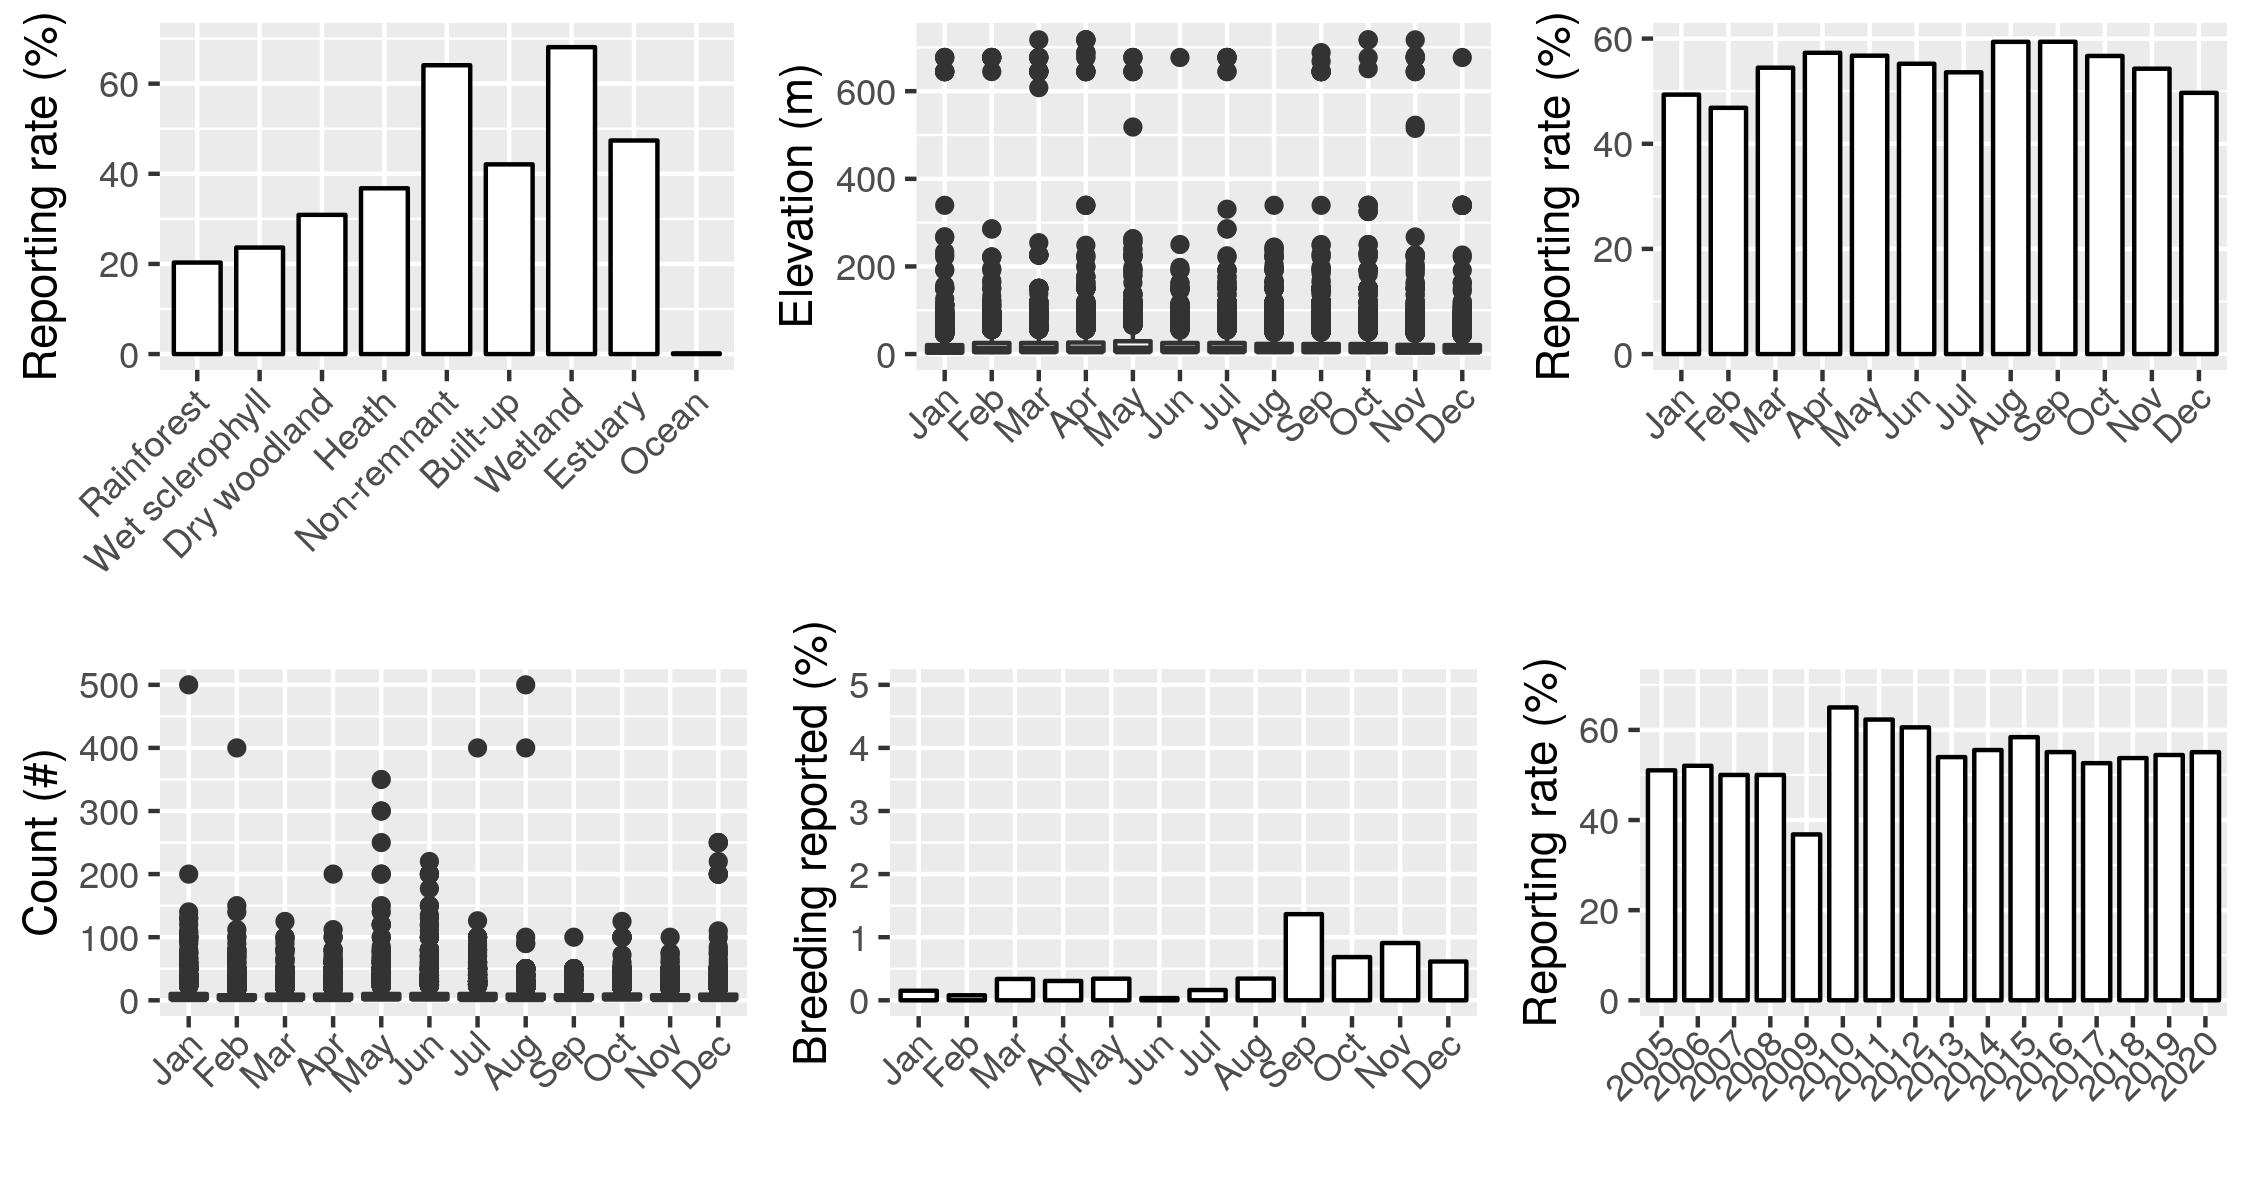 Reporting rate (%)
60
40
20
0
Rainforest
Wet sclerophyll
Dry woodland
Heath
Non-remnant
Built-up
Wetland
Estuary
Ocean
Elevation (m)
600
400
200
0
Jan
Feb
Mar
Apr
May
Jun
Jul
Aug
Sep
Oct
Nov
Dec
Reporting rate (%)
60
40
20
0
Jan
Feb
Mar
Apr
May
Jun
Jul
Aug
Sep
Oct
Nov
Dec
Count (#)
500
400
300
200
100
0
Jan
Feb
Mar
Apr
May
Jun
Jul
Aug
Sep
Oct
Nov
Dec
Breeding reported (%)
5
4
3
2
1
0
Jan
Feb
Mar
Apr
May
Jun
Jul
Aug
Sep
Oct
Nov
Dec
Reporting rate (%)
60
40
20
0
2005
2006
2007
2008
2009
2010
2011
2012
2013
2014
2015
2016
2017
2018
2019
2020